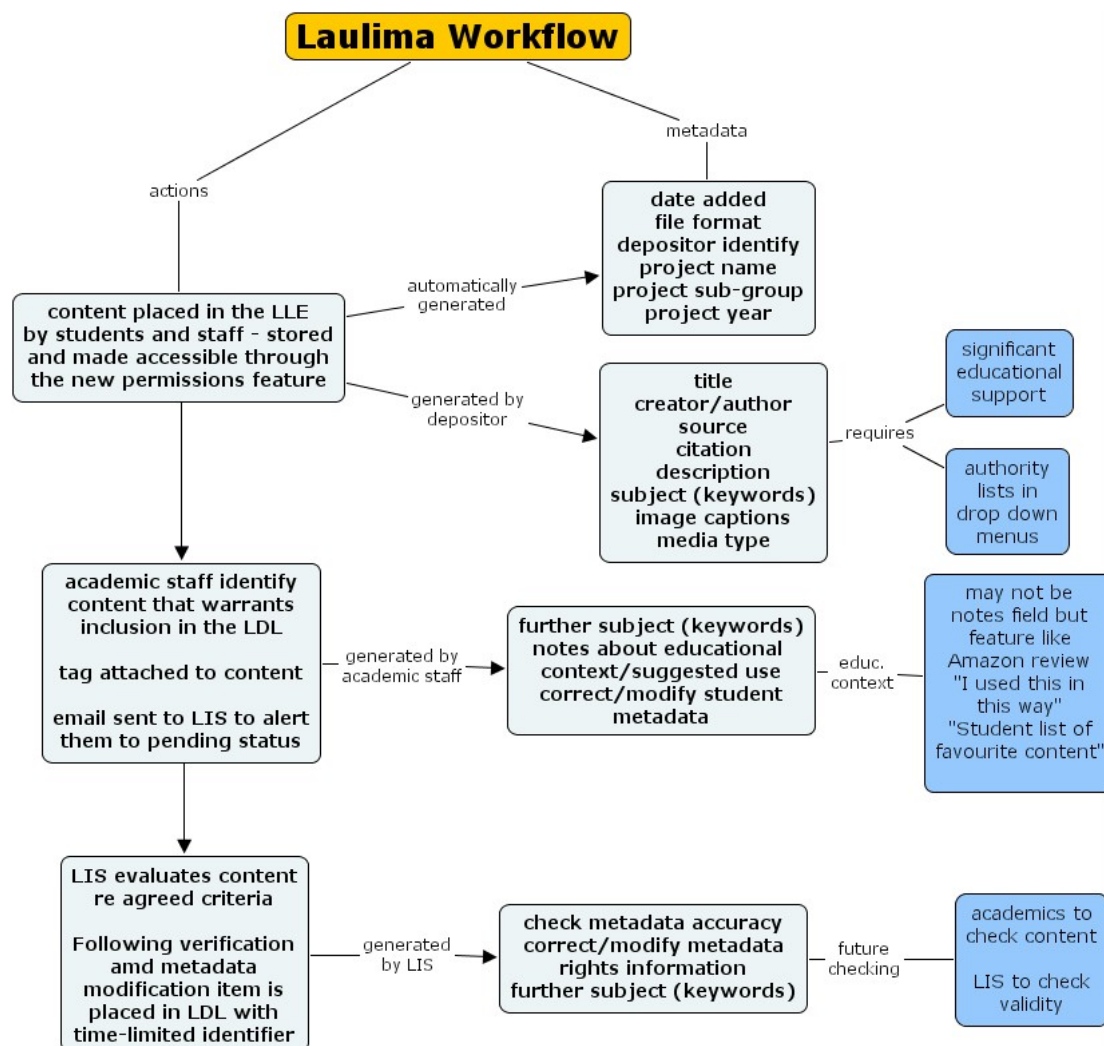 Laulima Workflow
metadata
actions
date added
file format
depositor identify
project name
project sub-group
project year
automatically
generated
content placed in the LLE
by students and staff - stored
and made accessible through
the new permissions feature
generated by
depositor
title
creator/author
source
citation
description
subject (keywords)
image captions
media type
requires
significant
educational
support
authority
lists in
drop down
menus
academic staff identify
content that warrants
inclusion in the LDL
tag attached to content
email sent to LIS to alert
them to pending status
generated by
academic staff
further subject (keywords)
notes about educational
context/suggested use
correct/modify student
metadata
educ.
context
may not be
notes field but
feature like
Amazon review
"I used this in
this way"
"Student list of
favourite content"
LIS evaluates content
re agreed criteria
Following verification
amd metadata
modification item is
placed in LDL with
time-limited identifier
generated
by LIS
check metadata accuracy
correct/modify metadata
rights information
further subject (keywords)
future
checking
academics to
check content
LIS to check
validity